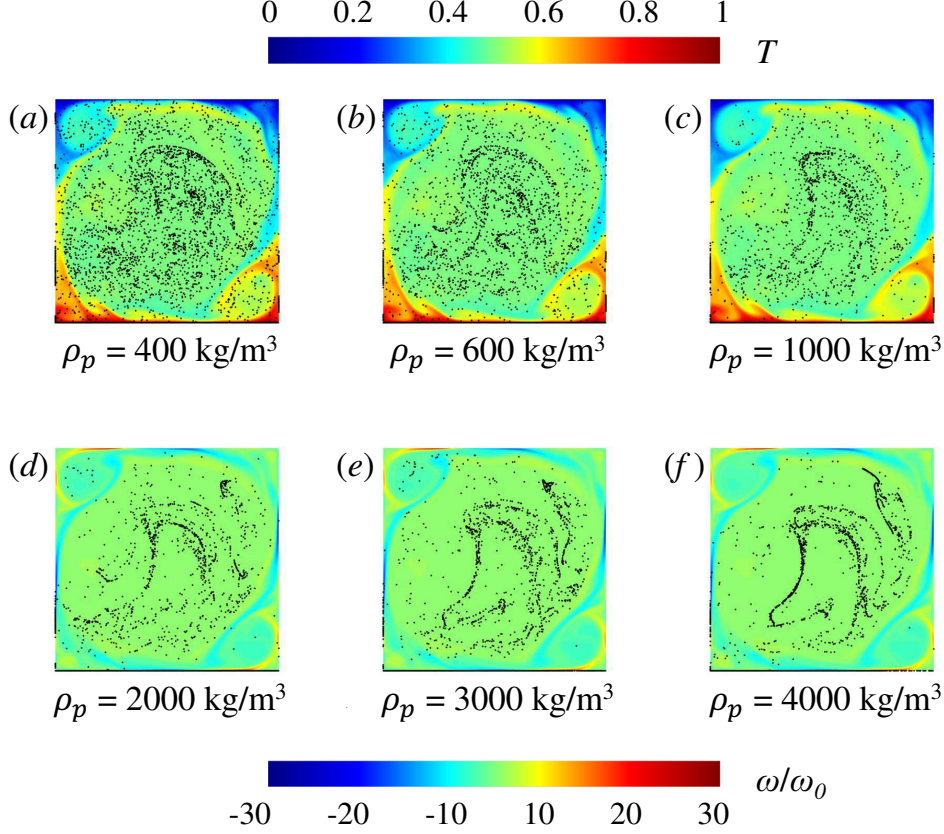 0 0.2 0.4 0.6 0.8 1
T
(a) (b) (c)
ρp = 400 kg/m³ ρp = 600 kg/m³ ρp = 1000 kg/m³
(d) (e) (f)
ρp = 2000 kg/m³ ρp = 3000 kg/m³ ρp = 4000 kg/m³
ω/ω0
-30 -20 -10 10 20 30